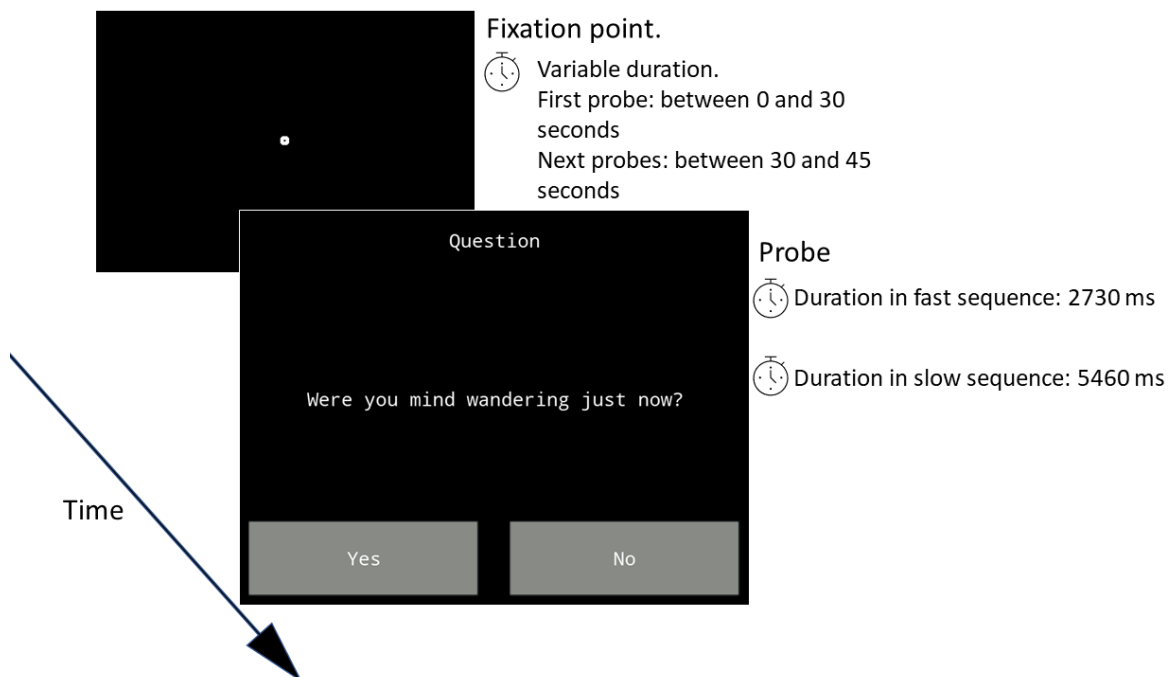 Fixation point.
Variable duration.
First probe: between 0 and 30
seconds
Next probes: between 30 and 45
seconds
Question
Were you mind wandering just now?
Yes
No
Probe
Duration in fast sequence: 2730 ms
Duration in slow sequence: 5460 ms
Time